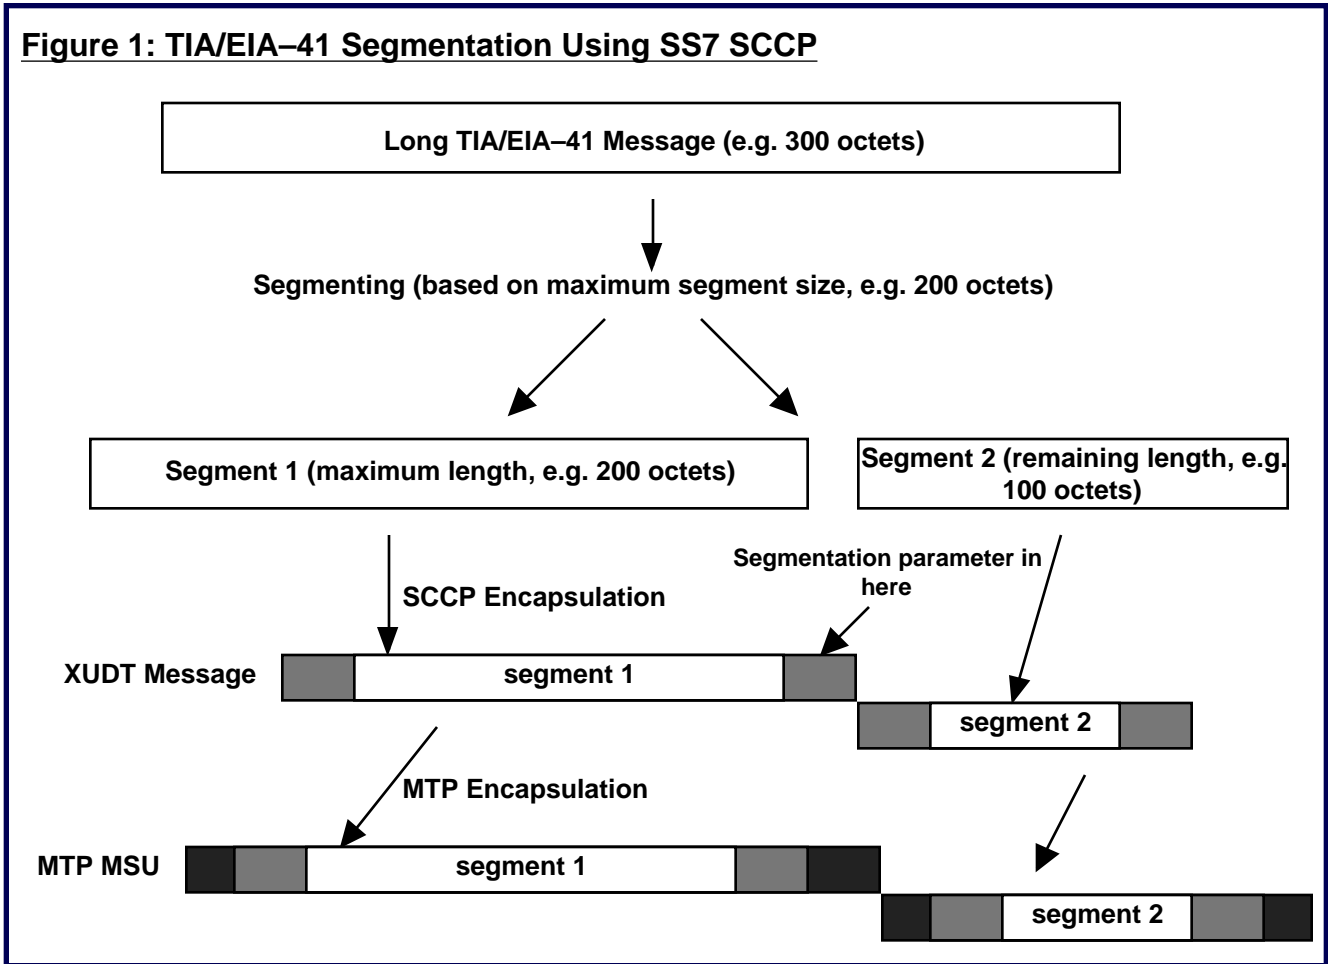 Figure 1: TIA/EIA–41 Segmentation Using SS7 SCCP
Long TIA/EIA–41 Message (e.g. 300 octets)
Segmenting (based on maximum segment size, e.g. 200 octets)
Segment 1 (maximum length, e.g. 200 octets)
Segment 2 (remaining length, e.g.
100 octets)
Segmentation parameter in
here
SCCP Encapsulation
XUDT Message
segment 1
segment 2
MTP Encapsulation
MTP MSU
segment 1
segment 2